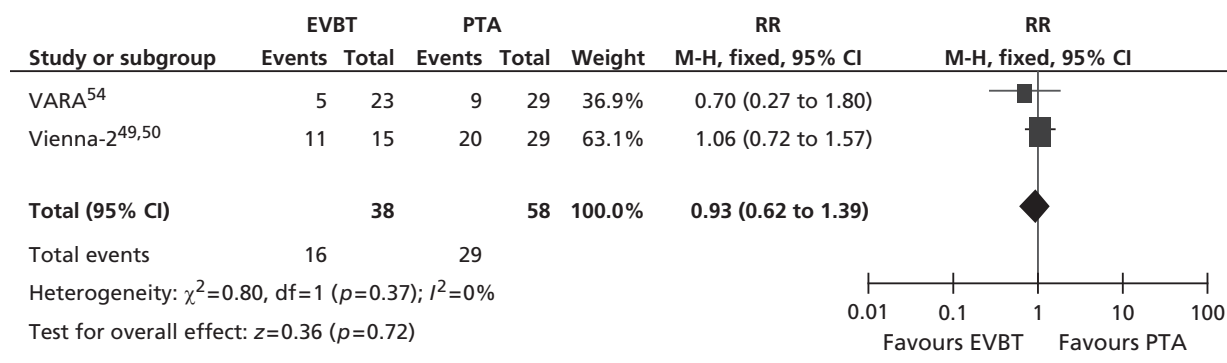 EVBT PTA RR RR
Study or subgroup Events Total Events Total Weight M-H, fixed, 95% CI M-H, fixed, 95% CI
VARA54 5 23 9 29 36.9% 0.70 (0.27 to 1.80)
Vienna-249,50 11 15 20 29 63.1% 1.06 (0.72 to 1.57)
Total (95% CI) 38 58 100.0% 0.93 (0.62 to 1.39)
Total events 16 29
Heterogeneity: χ2=0.80, df=1 (p=0.37); I2=0%
Test for overall effect: z=0.36 (p=0.72)
0.01 0.1 1 10 100
Favours EVBT Favours PTA